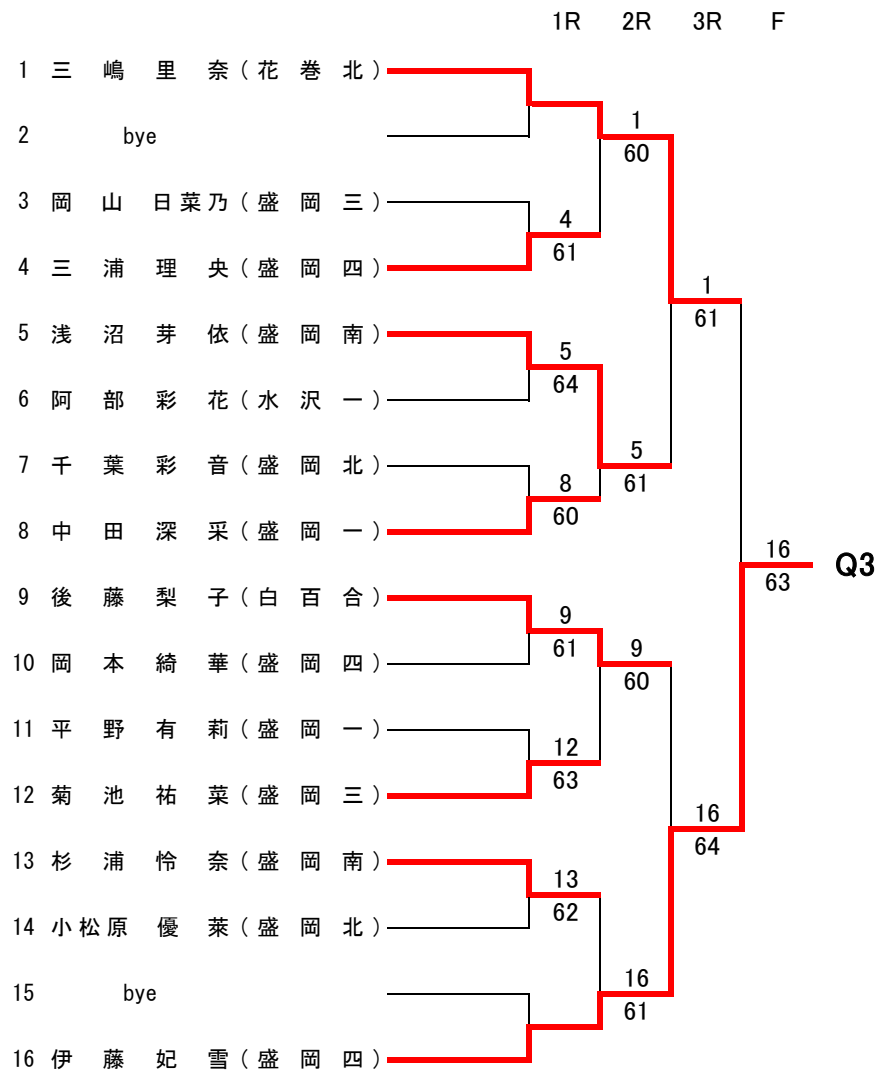 1R 2R 3R F
1 三嶋里奈(花巻北)
1
2 bye
60
3 岡山日菜乃(盛岡三)
4
61
4 三浦理央(盛岡四)
1
61
5 浅沼芽依(盛岡南)
5
64
6 阿部彩花(水沢一)
7 千葉彩音(盛岡北)
5
8
61
60
8 中田深采(盛岡一)
16
Q3
63
9 後藤梨子(白百合)
9
61
9
10 岡本綺華(盛岡四)
60
11 平野有莉(盛岡一)
12
63
12 菊池祐菜(盛岡三)
16
64
13 杉浦怜奈(盛岡南)
13
62
14 小松原優萊(盛岡北)
16
15 bye
61
16 伊藤妃雪(盛岡四)